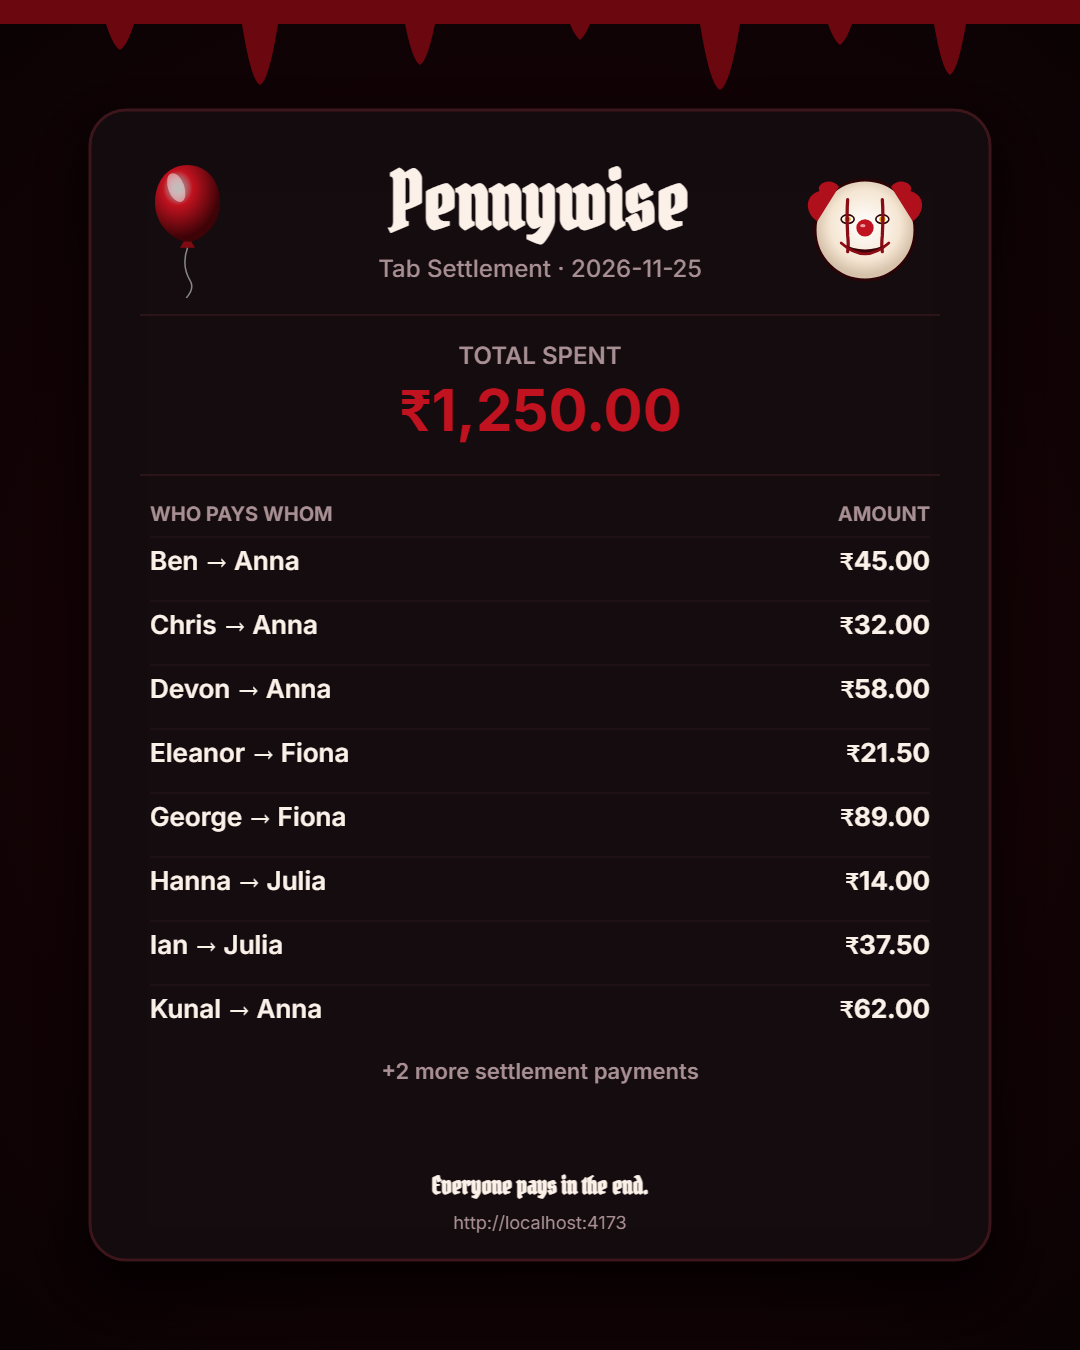 Pennywise
Tab Settlement · 2026-11-25
TOTAL SPENT
₹1,250.00
WHO PAYS WHOM AMOUNT
Ben → Anna ₹45.00
Chris → Anna ₹32.00
Devon → Anna ₹58.00
Eleanor → Fiona ₹21.50
George → Fiona ₹89.00
Hanna → Julia ₹14.00
Ian → Julia ₹37.50
Kunal → Anna ₹62.00
+2 more settlement payments
Everyone pays in the end.
http://localhost:4173